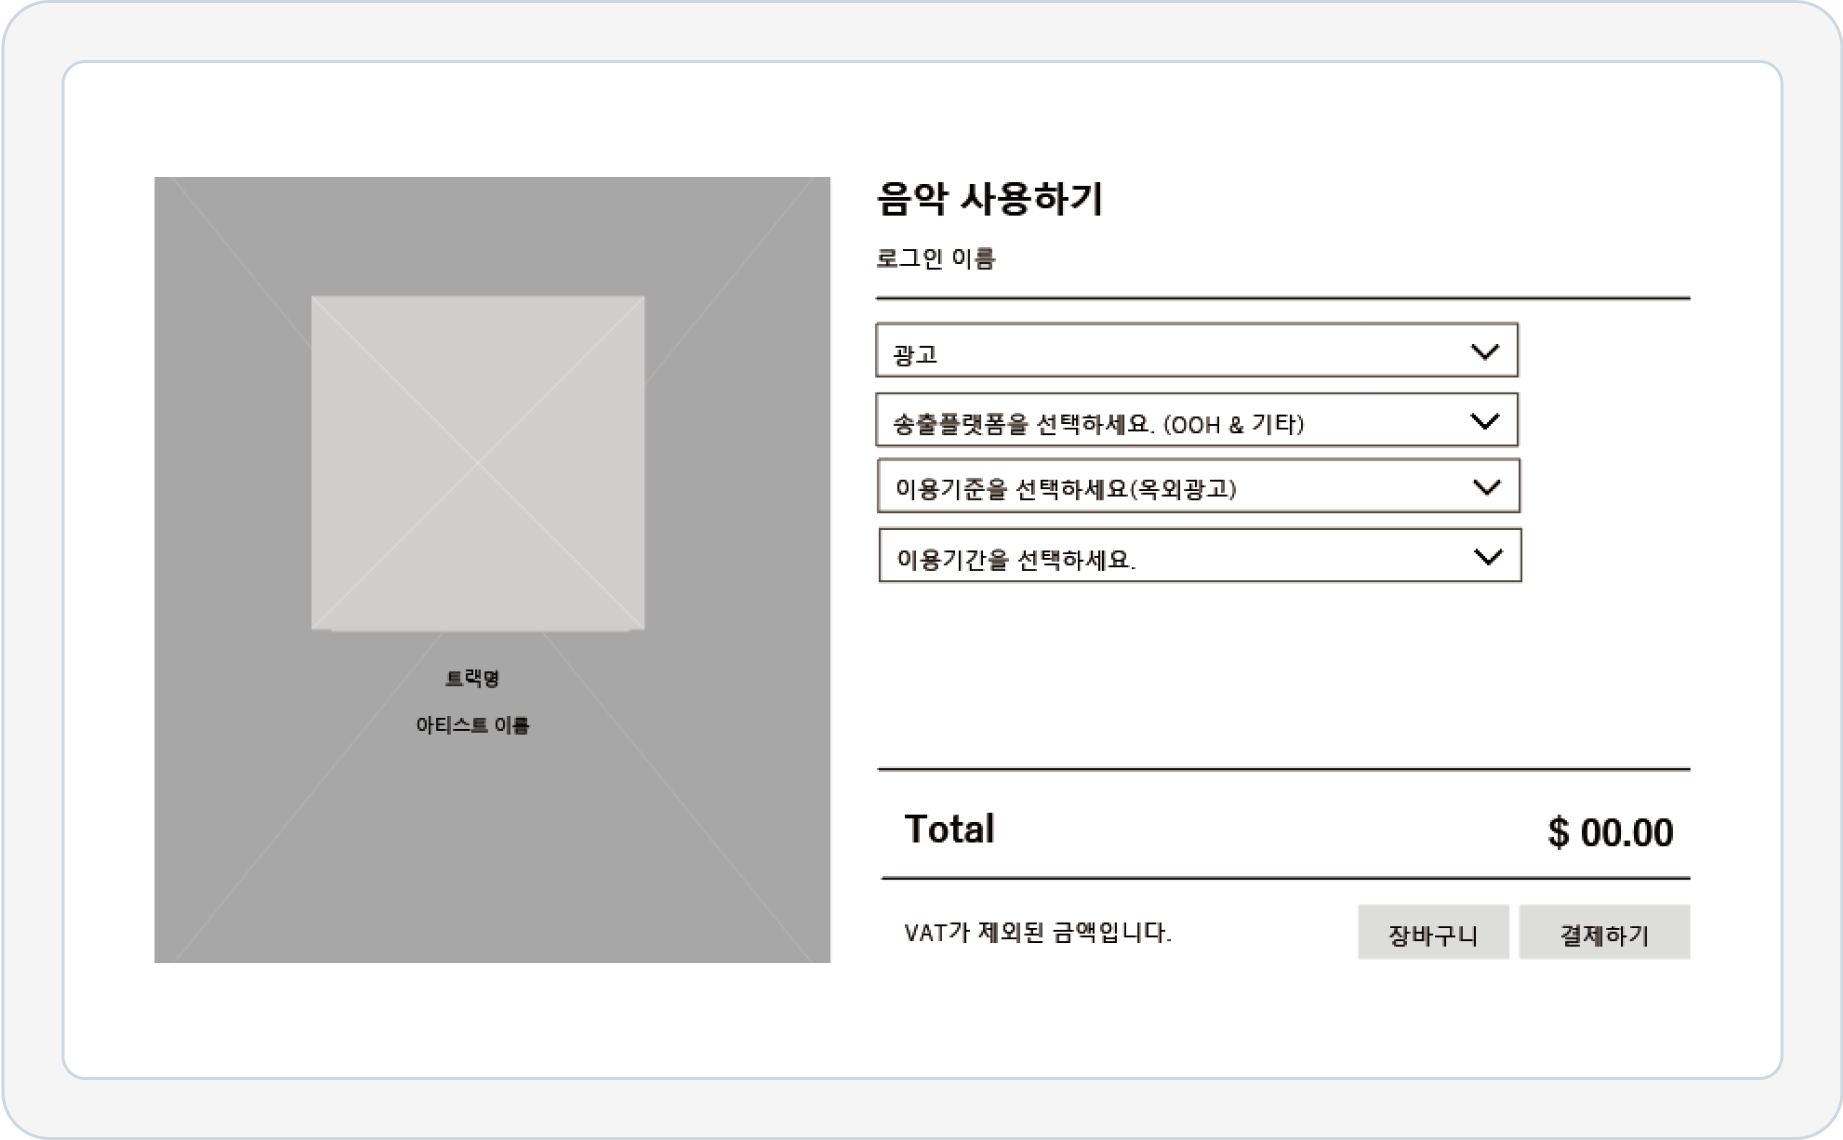 트랙명
아티스트 이름
음악 사용하기
로그인 이름
광고
송출플랫폼을 선택하세요. (OOH & 기타)
이용기준을 선택하세요(옥외광고)
이용기간을 선택하세요.
Total
$ 00.00
VAT가 제외된 금액입니다.
장바구니
결제하기